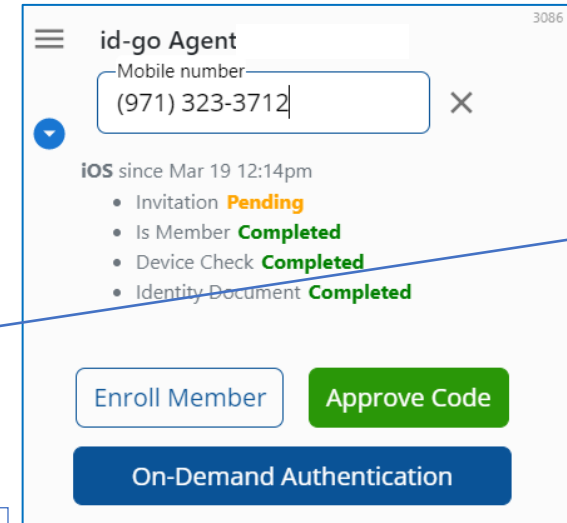 3086
id-go Agent
Mobile number
(971) 323-3712
iOS since Mar 19 12:14pm
• Invitation Pending
• Is Member Completed
• Device Check Completed
• Identity Document Completed
Enroll Member
Approve Code
On-Demand Authentication